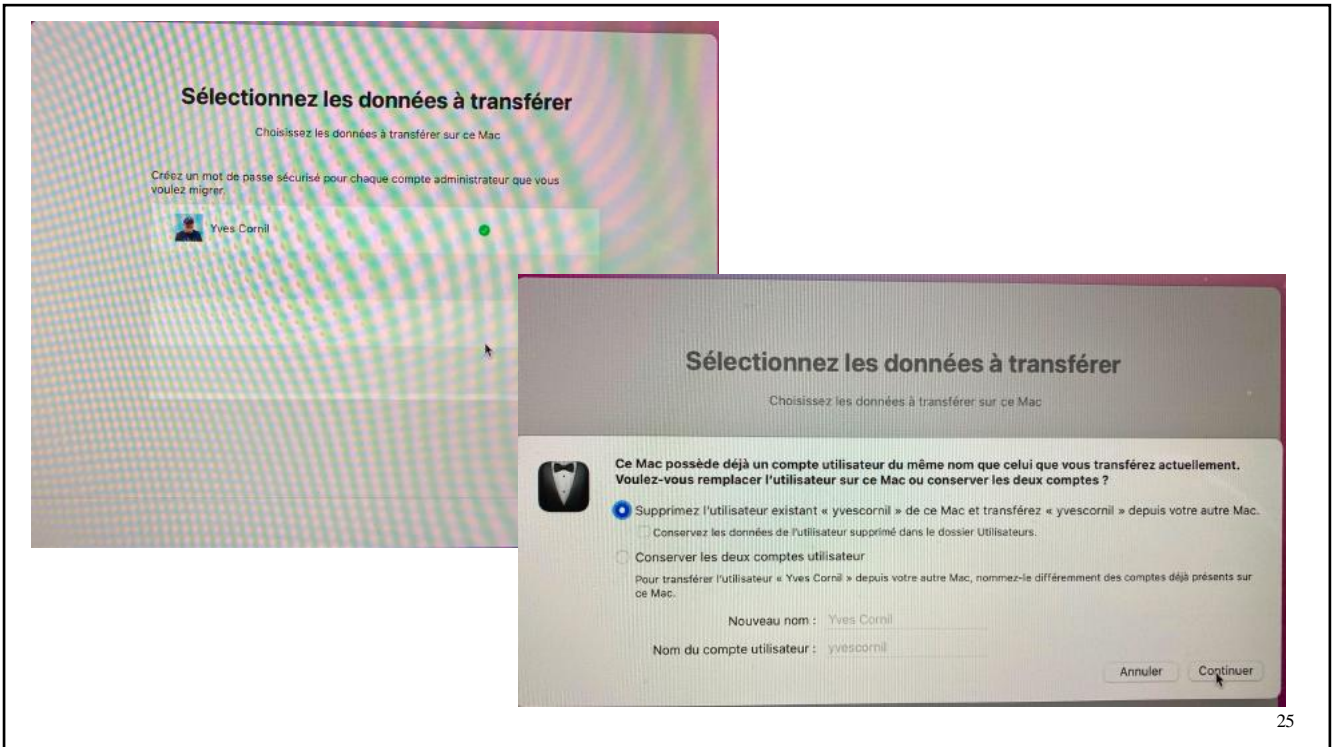 Sélectionnez les données à transférer
Choisissez les données à transférer sur ce Mac
Créez un mot de passe sécurisé pour chaque compte administrateur que vous
voulez migrer.
Yves Cornil
Sélectionnez les données à transférer
Choisissez les données à transférer sur ce Mac
Ce Mac possède déjà un compte utilisateur du même nom que celui que vous transférez actuellement.
Voulez-vous remplacer l'utilisateur sur ce Mac ou conserver les deux comptes ?
Supprimez l'utilisateur existant « yvescornil » de ce Mac et transférez « yvescornil » depuis votre autre Mac.
Conservez les données de l'utilisateur supprimé dans le dossier Utilisateurs.
Conserver les deux comptes utilisateur
Pour transférer l'utilisateur « Yves Cornil » depuis votre autre Mac, nommez-le différemment des comptes déjà présents sur
ce Mac.
Nouveau nom : Yves Cornil
Nom du compte utilisateur : yvescornil
Annuler Continuer
25